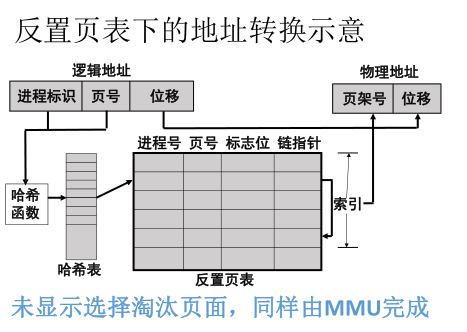 反置页表下的地址转换示意
逻辑地址
物理地址
进程标识 页号 位移
页架号 位移
进程号 页号 标志位 链指针
哈希
函数
索引
哈希表
反置页表
未显示选择淘汰页面，同样由MMU完成